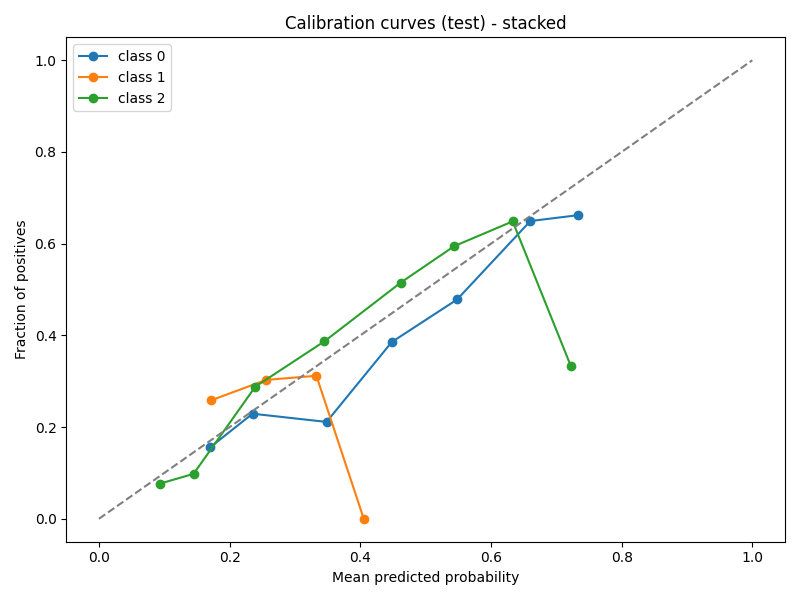 Calibration curves (test) - stacked
class 0
class 1
class 2
1.0
0.8
0.6
0.4
0.2
0.0
Fraction of positives
0.0 0.2 0.4 0.6 0.8 1.0
Mean predicted probability